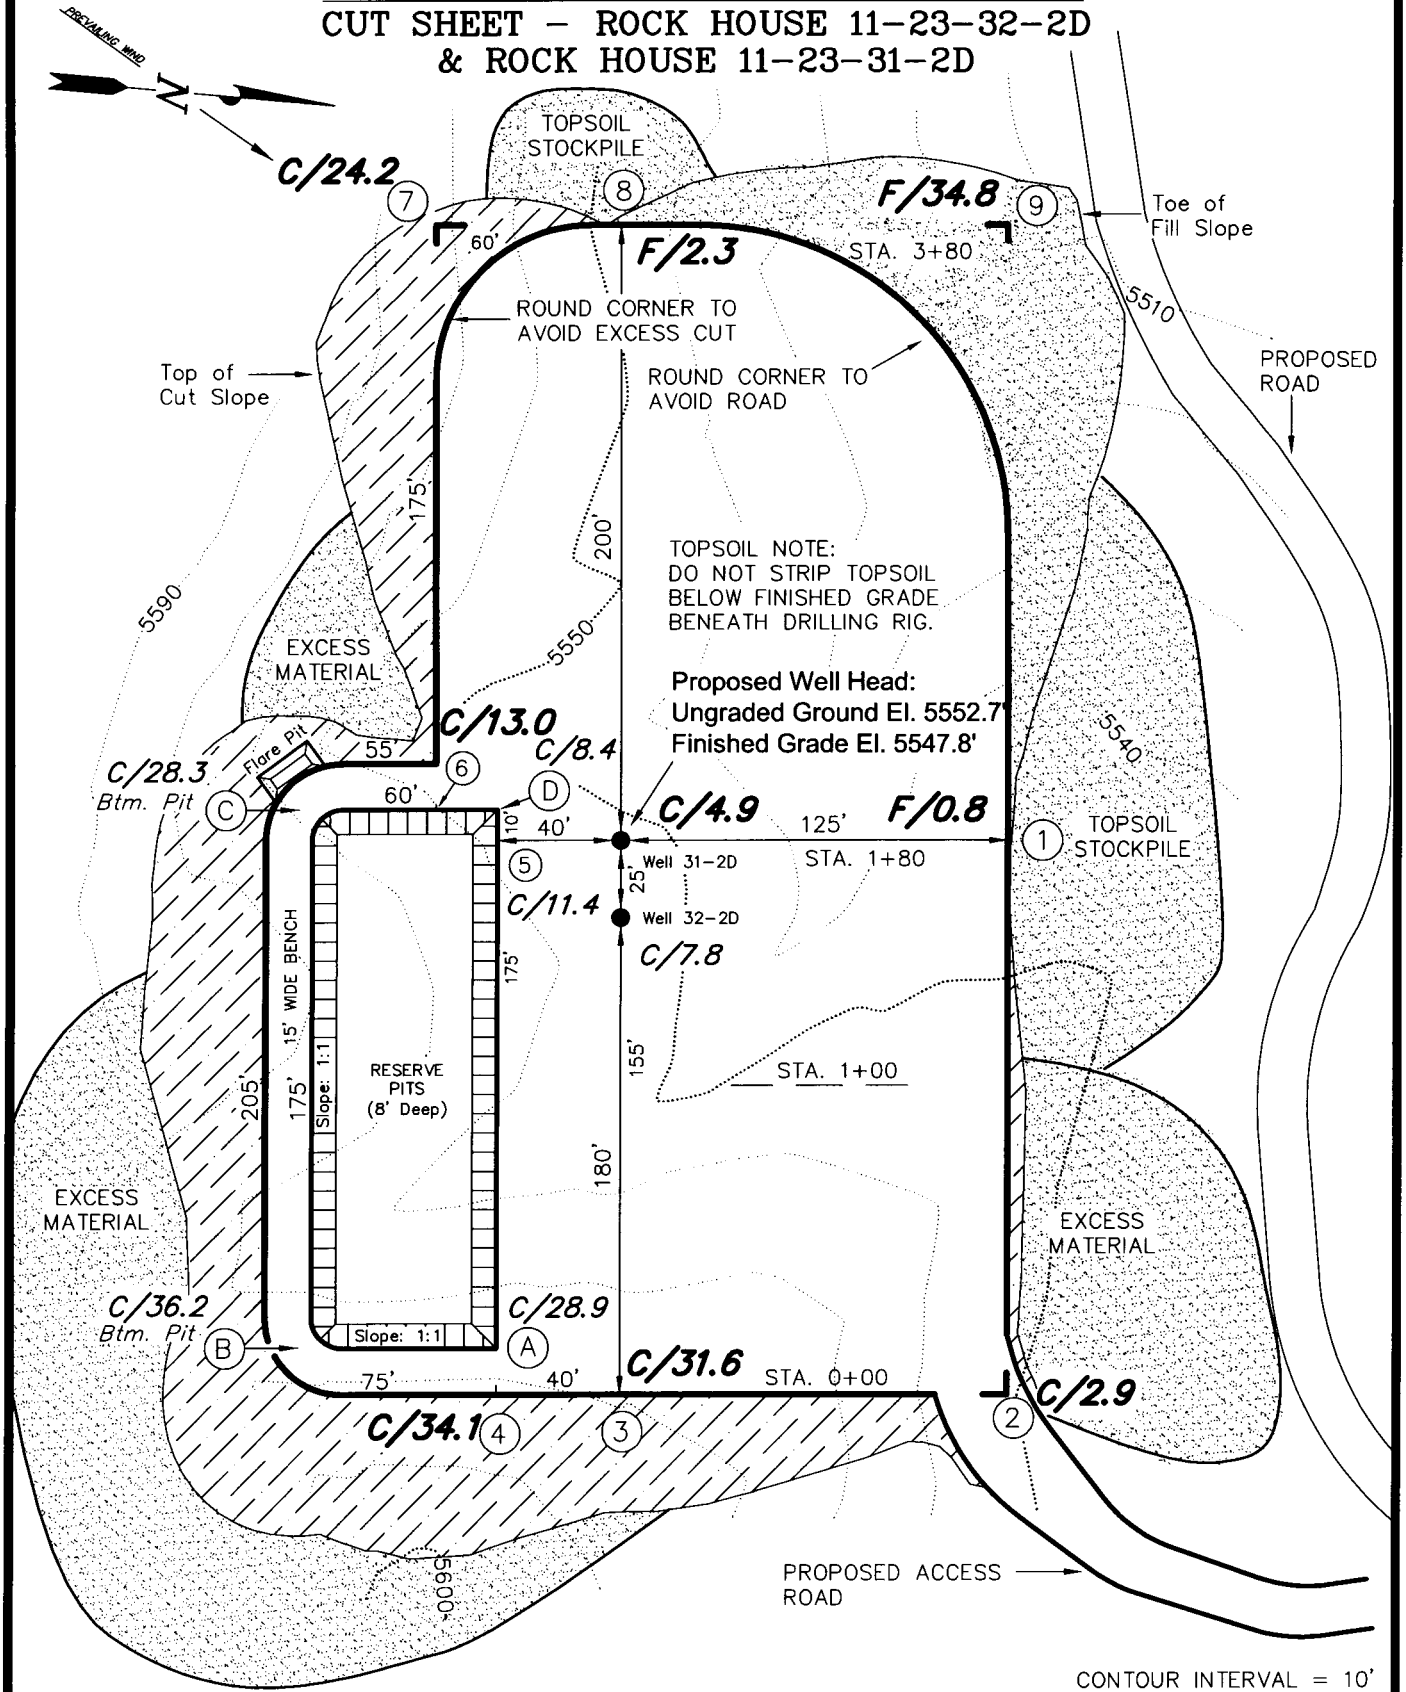 CUT SHEET – ROCK HOUSE 11-23-32-2D
& ROCK HOUSE 11-23-31-2D
PREVAILING WIND
N
TOPSOIL
STOCKPILE
C/24.2
7
8
F/34.8
9
Toe of
Fill Slope
60'
F/2.3
STA. 3+80
5510
ROUND CORNER TO
AVOID EXCESS CUT
PROPOSED
ROAD
Top of
Cut Slope
ROUND CORNER TO
AVOID ROAD
175'
200'
TOPSOIL NOTE:
DO NOT STRIP TOPSOIL
BELOW FINISHED GRADE
BENEATH DRILLING RIG.
5590
5550
EXCESS
MATERIAL
Proposed Well Head:
Ungraded Ground El. 5552.7'
Finished Grade El. 5547.8'
5540
C/13.0
Flare Pit
55'
C/8.4
6
C/28.3
Btm. Pit
C
60'
D
10'
40'
C/4.9
125'
F/0.8
1
TOPSOIL
STOCKPILE
5
Well 31-2D
STA. 1+80
25'
C/11.4
Well 32-2D
C/7.8
15' WIDE BENCH
175'
RESERVE
PITS
(8' Deep)
Slope: 1:1
205'
175'
155'
STA. 1+00
180'
EXCESS
MATERIAL
EXCESS
MATERIAL
C/36.2
Btm. Pit
B
Slope: 1:1
C/28.9
A
75'
40'
C/31.6
STA. 0+00
C/2.9
C/34.1
4
3
2
5600
PROPOSED ACCESS
ROAD
CONTOUR INTERVAL = 10'